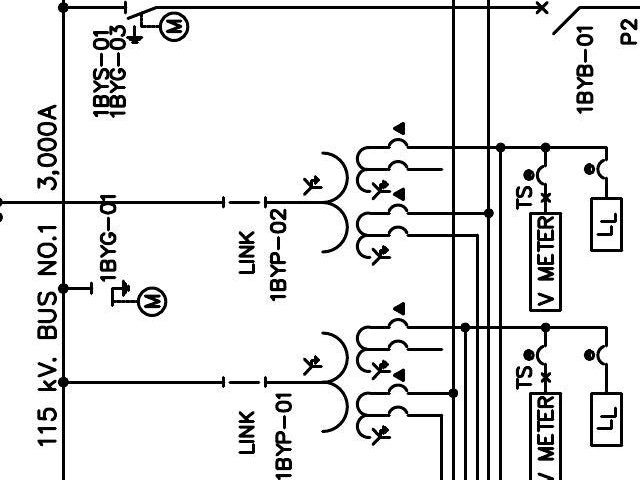 1BYS-01
1BYG-03
M
1BYB-01
P2
115 kV. BUS NO.1 3,000A
1BYG-01
M
LINK
1BYP-02
TS
V METER
LL
LINK
1BYP-01
TS
V METER
LL